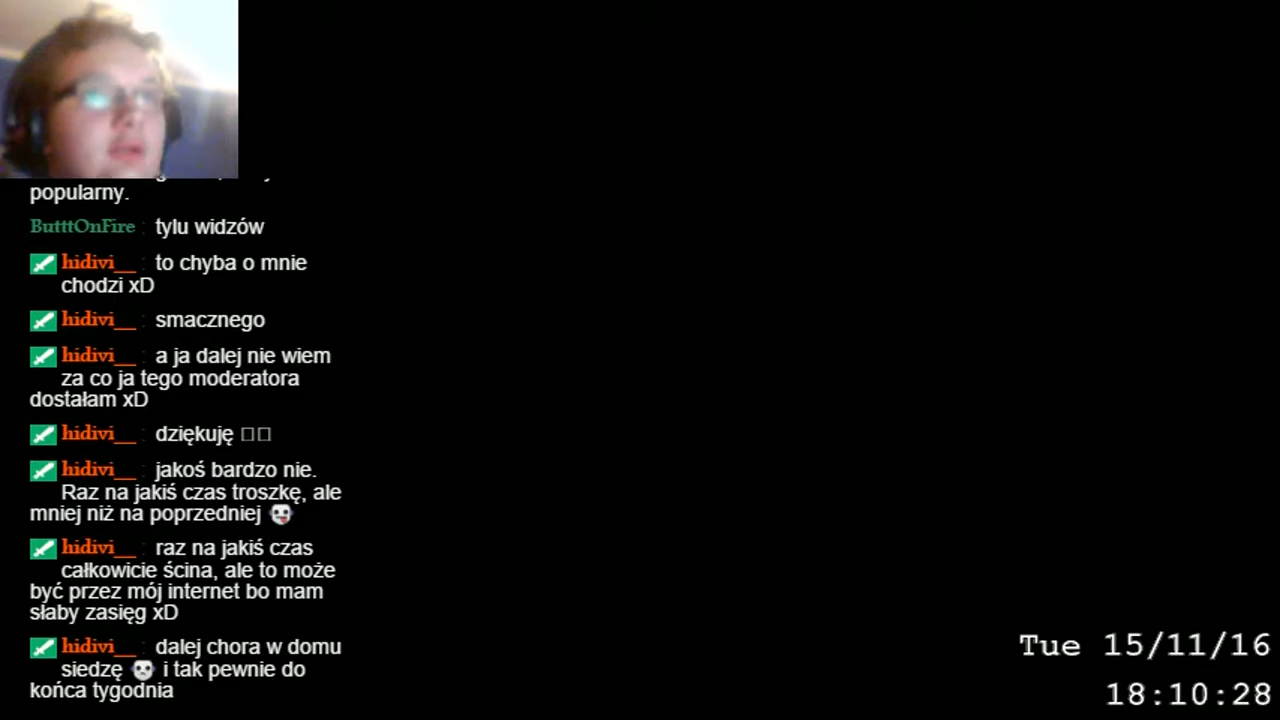 popularny.
ButttOnFire : tylu widzów
hidivi__ : to chyba o mnie
chodzi xD
hidivi__ : smacznego
hidivi__ : a ja dalej nie wiem
za co ja tego moderatora
dostałam xD
hidivi__ : dziękuję
hidivi__ : jakoś bardzo nie.
Raz na jakiś czas troszkę, ale
mniej niż na poprzedniej
hidivi__ : raz na jakiś czas
całkowicie ścina, ale to może
być przez mój internet bo mam
słaby zasięg xD
hidivi__ : dalej chora w domu
siedzę i tak pewnie do
końca tygodnia
Tue 15/11/16
18:10:28